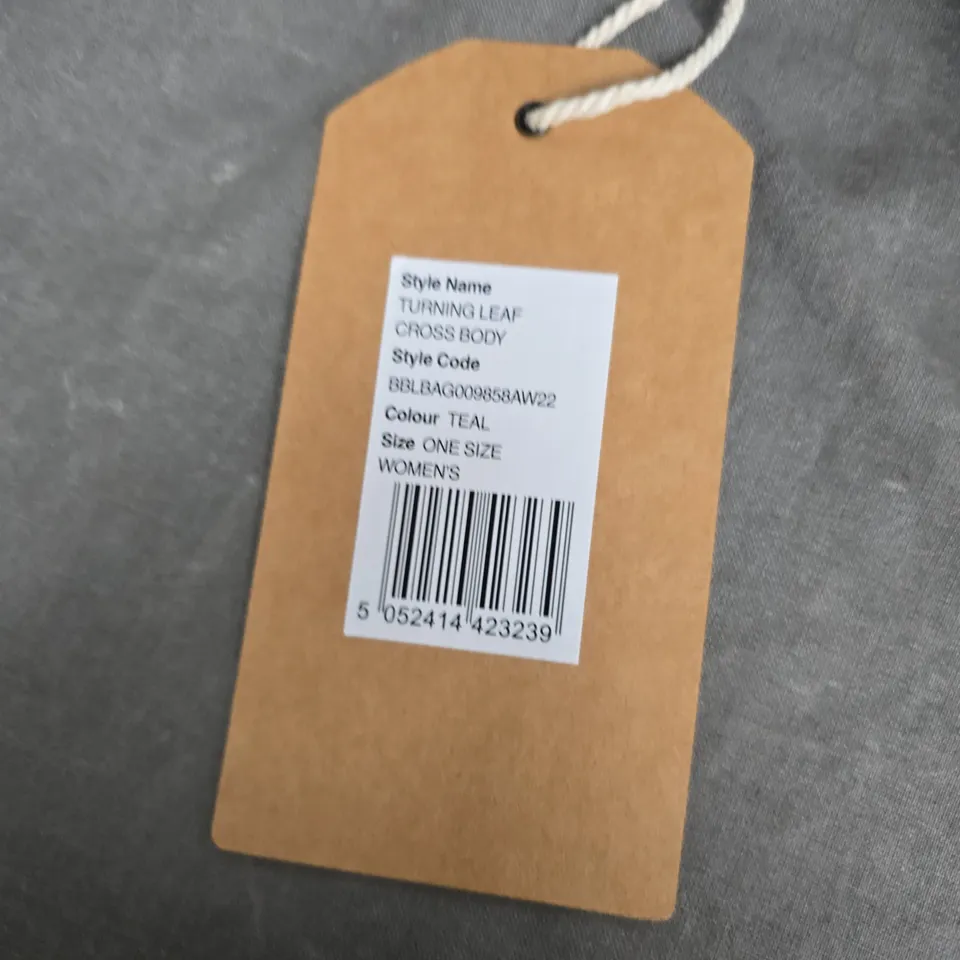 Style Name
TURNING LEAF
CROSS BODY
Style Code
BBLBAG009858AW22
Colour TEAL
Size ONE SIZE
WOMEN'S
5 052414 423239